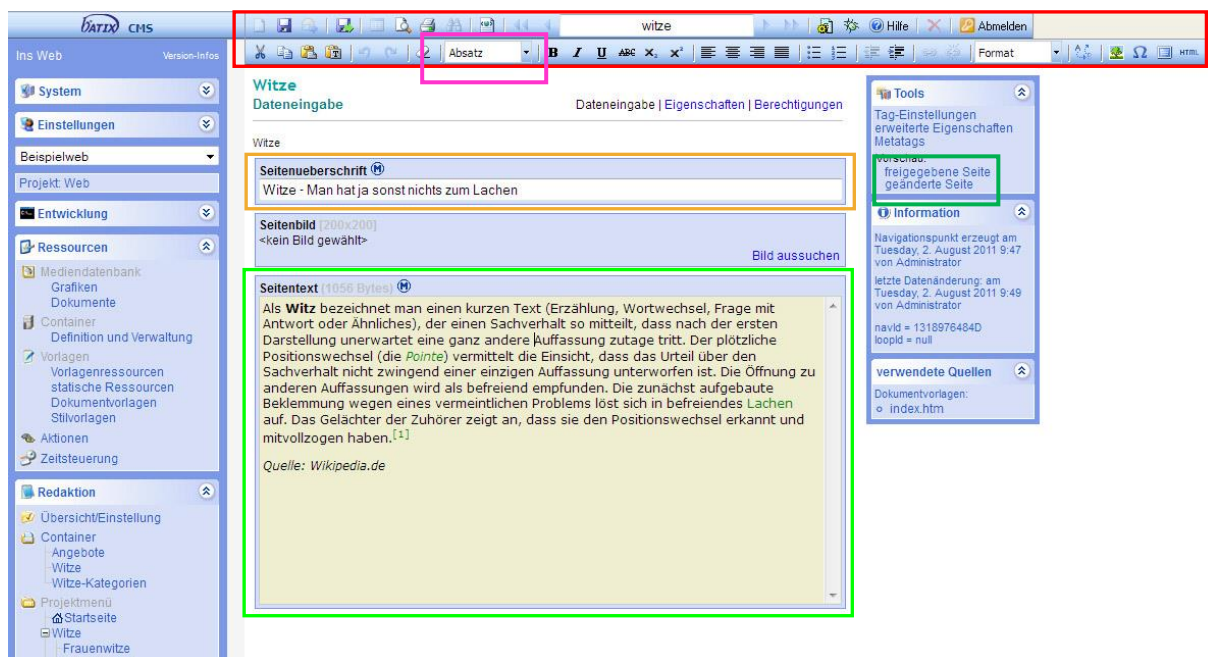 BATIX CMS
witze
Hilfe
Abmelden
Absatz
B I U ABC X₂ X²
Format
Ω
HTML
Ins Web
Version-Infos
System
Einstellungen
Beispielweb
Projekt: Web
Entwicklung
Ressourcen
Mediendatenbank
Grafiken
Dokumente
Container
Definition und Verwaltung
Vorlagen
Vorlagenressourcen
statische Ressourcen
Dokumentvorlagen
Stilvorlagen
Aktionen
Zeitsteuerung
Redaktion
Übersicht/Einstellung
Container
Angebote
Witze
Witze-Kategorien
Projektmenü
Startseite
Witze
Frauenwitze
Witze
Dateneingabe
Dateneingabe | Eigenschaften | Berechtigungen
Witze
Seitenueberschrift M
Witze - Man hat ja sonst nichts zum Lachen
Seitenbild [200x200]
<kein Bild gewählt>
Bild aussuchen
Seitentext (1056 Bytes) M
Als Witz bezeichnet man einen kurzen Text (Erzählung, Wortwechsel, Frage mit
Antwort oder Ähnliches), der einen Sachverhalt so mitteilt, dass nach der ersten
Darstellung unerwartet eine ganz andere Auffassung zutage tritt. Der plötzliche
Positionswechsel (die Pointe) vermittelt die Einsicht, dass das Urteil über den
Sachverhalt nicht zwingend einer einzigen Auffassung unterworfen ist. Die Öffnung zu
anderen Auffassungen wird als befreiend empfunden. Die zunächst aufgebaute
Beklemmung wegen eines vermeintlichen Problems löst sich in befreiendes Lachen
auf. Das Gelächter der Zuhörer zeigt an, dass sie den Positionswechsel erkannt und
mitvollzogen haben.[1]
Quelle: Wikipedia.de
Tools
Tag-Einstellungen
erweiterte Eigenschaften
Metatags
Vorschau:
freigegebene Seite
geänderte Seite
Information
Navigationspunkt erzeugt am
Tuesday, 2. August 2011 9:47
von Administrator
letzte Datenänderung: am
Tuesday, 2. August 2011 9:49
von Administrator
navId = 1318976484D
loopId = null
verwendete Quellen
Dokumentvorlagen:
index.htm